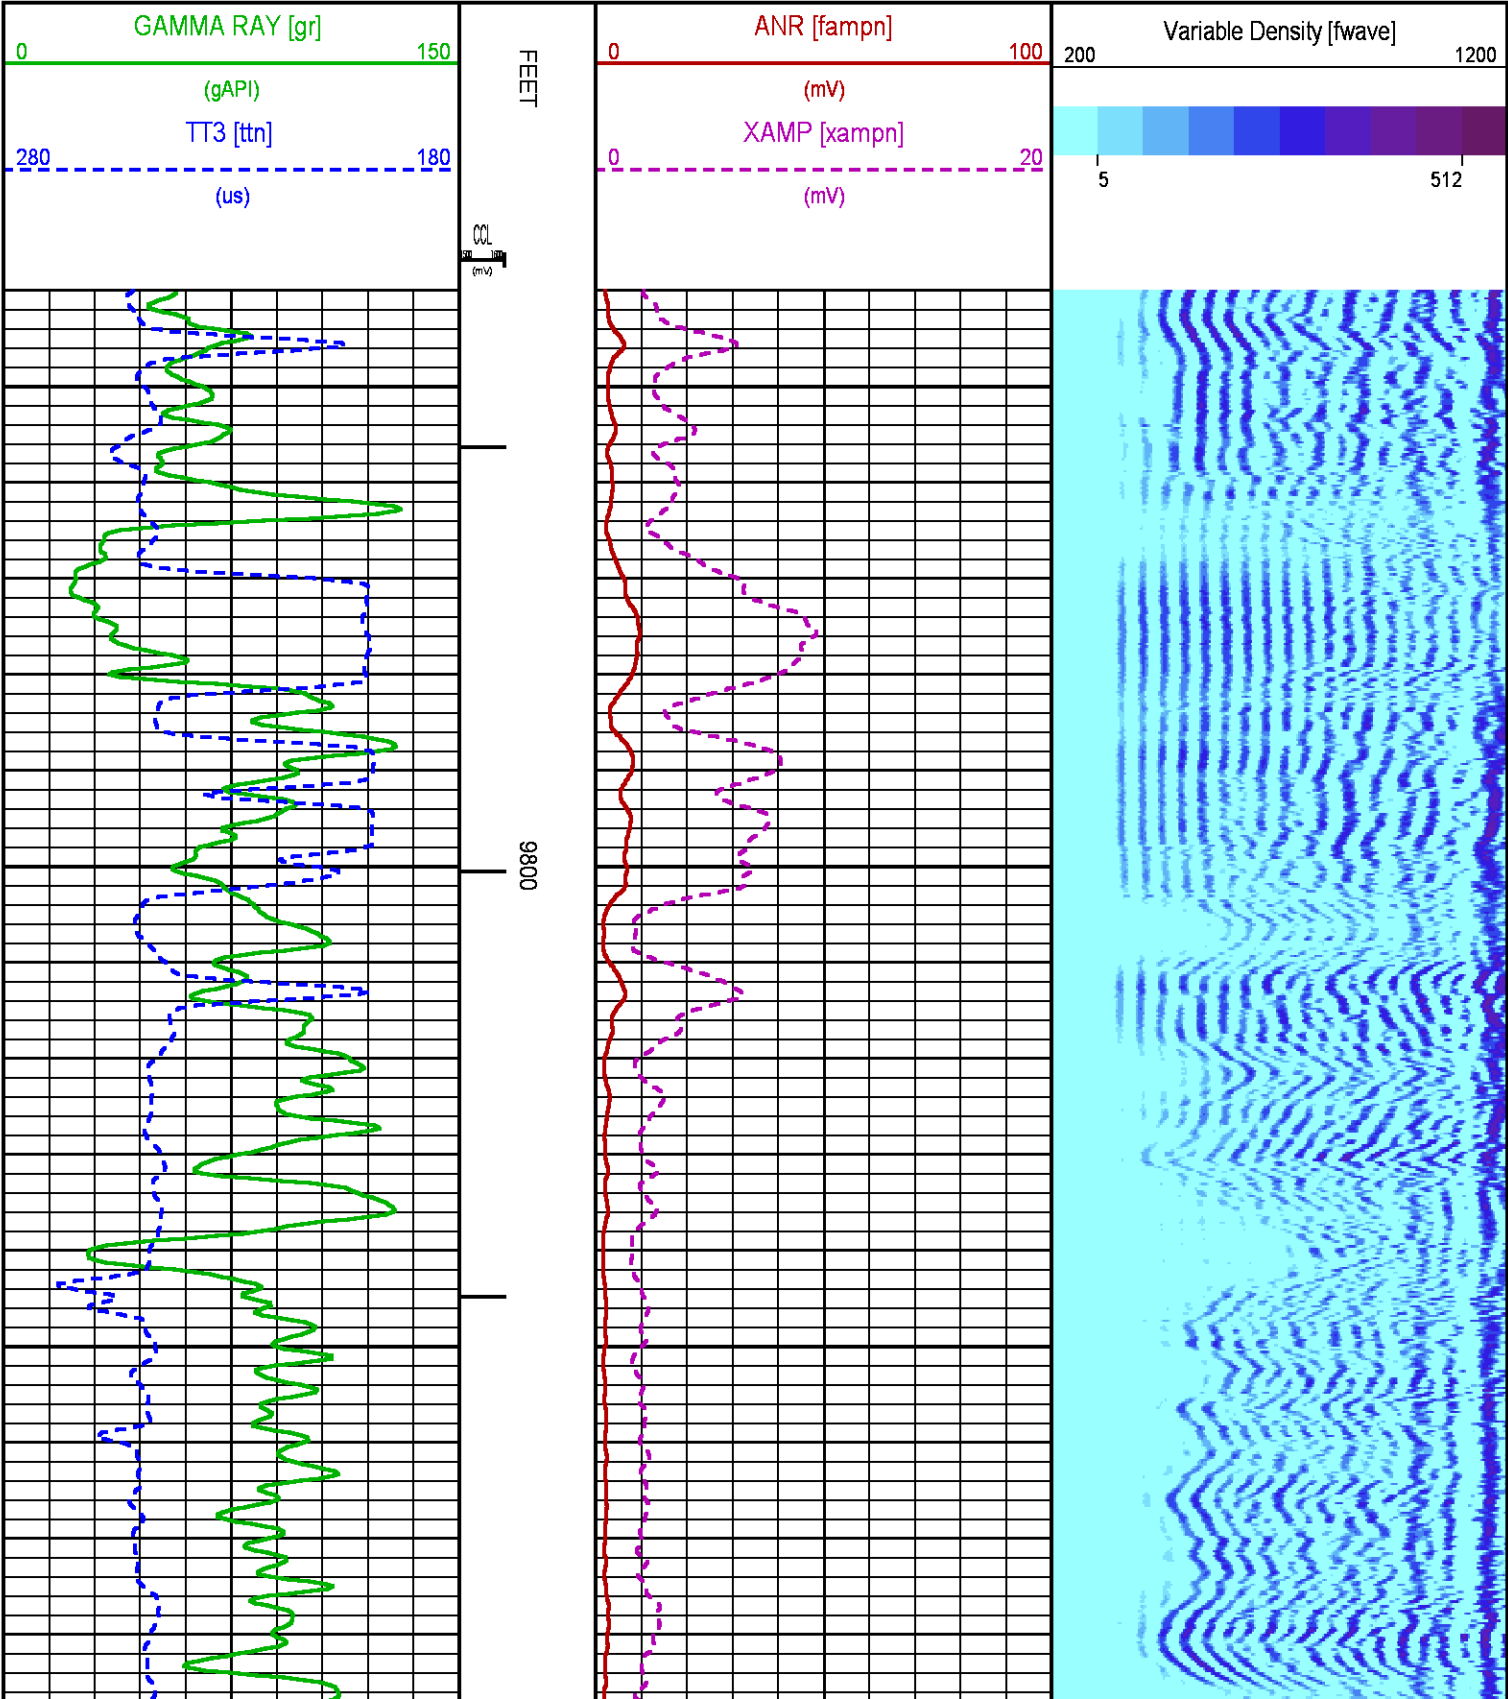 GAMMA RAY [gr]
0 150
(gAPI)
TT3 [ttn]
280 180
(us)
FEET
CCL
(mV)
9800
ANR [fampn]
0 100
(mV)
XAMP [xampn]
0 20
(mV)
Variable Density [fwave]
200 1200
5 512